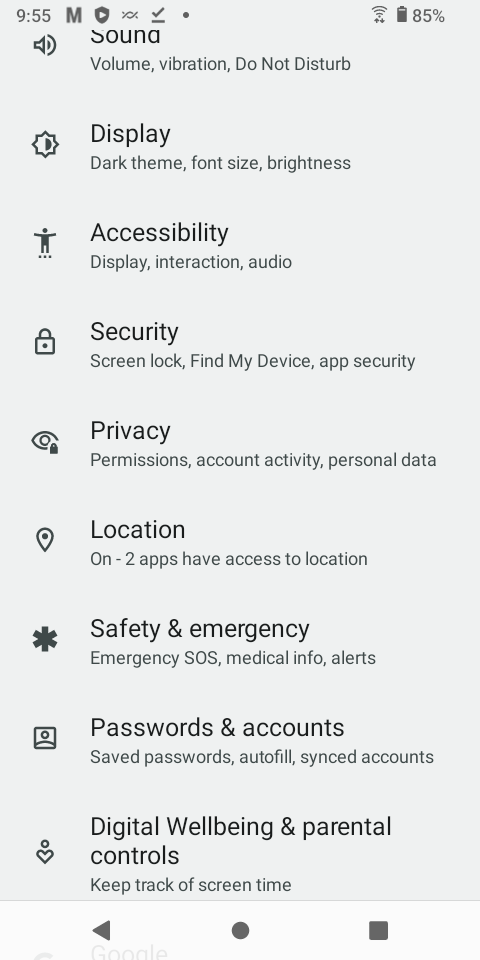 9:55 M 85%
Sound
Volume, vibration, Do Not Disturb
Display
Dark theme, font size, brightness
Accessibility
Display, interaction, audio
Security
Screen lock, Find My Device, app security
Privacy
Permissions, account activity, personal data
Location
On - 2 apps have access to location
Safety & emergency
Emergency SOS, medical info, alerts
Passwords & accounts
Saved passwords, autofill, synced accounts
Digital Wellbeing & parental
controls
Keep track of screen time
Google